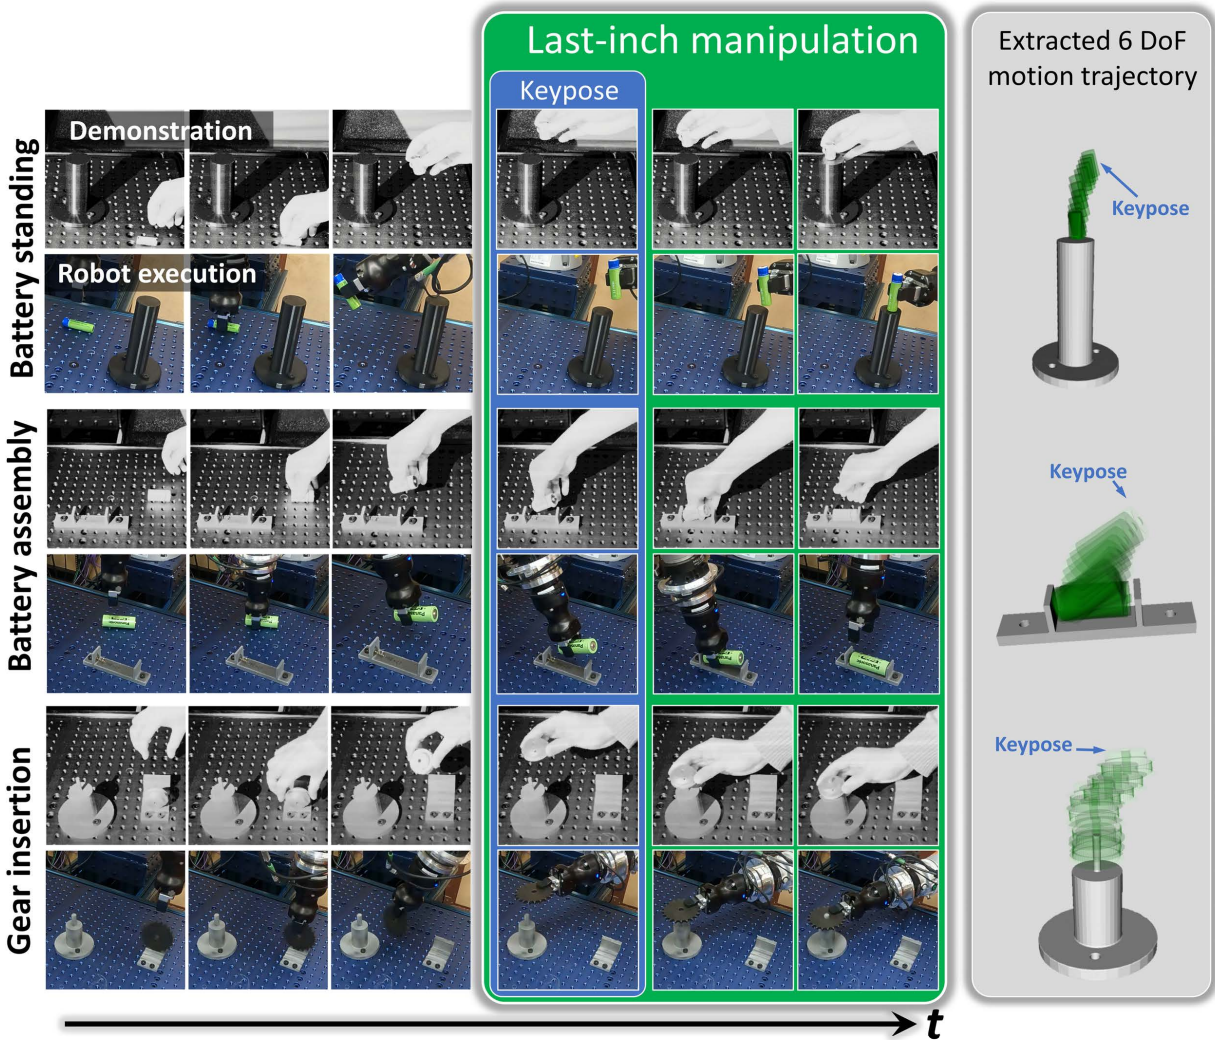 Last-inch manipulation
Keypose
Extracted 6 DoF
motion trajectory
Battery standing
Demonstration
Robot execution
Keypose
Battery assembly
Keypose
Gear insertion
Keypose
t